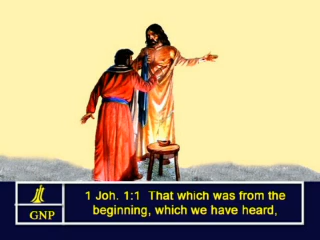 1 Joh. 1:1 That which was from the
beginning, which we have heard,
GNP